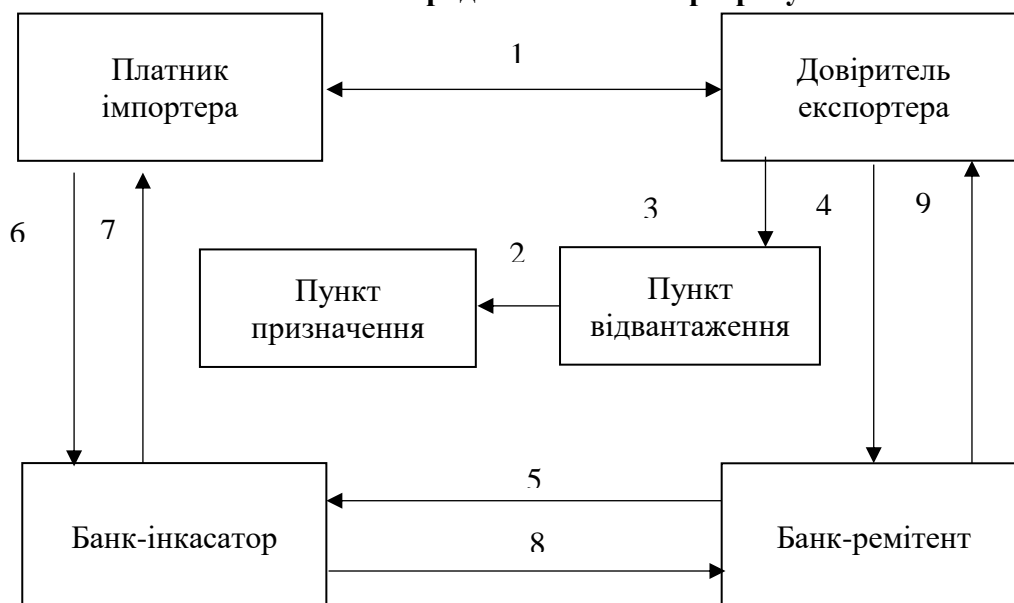 1
Платник
імпортера
Довіритель
експортера
6
7
3
4
9
2
Пункт
призначення
Пункт
відвантаження
5
Банк-інкасатор
Банк-ремітент
8